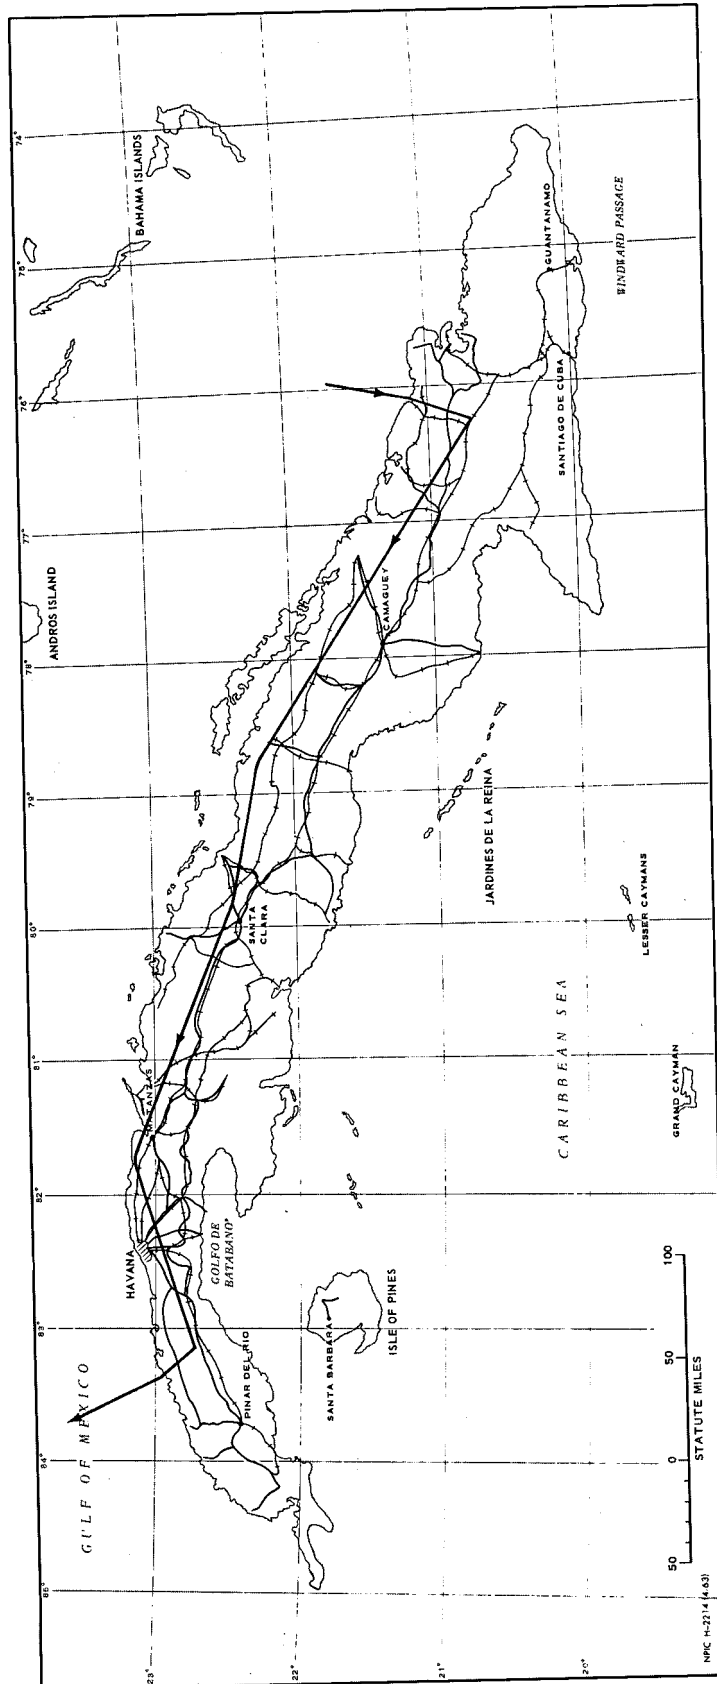 85°
84°
83°
82°
81°
80°
79°
78°
77°
76°
75°
74°
23°
22°
21°
20°
GULF OF MEXICO
HAVANA
MATANZAS
ANDROS ISLAND
BAHAMA ISLANDS
PINAR DEL RIO
GOLFO DE
BATABANO
SANTA
CLARA
CAMAGUEY
SANTA BARBARA
ISLE OF PINES
JARDINES DE LA REINA
SANTIAGO DE CUBA
GUANTANAMO
WINDWARD PASSAGE
CARIBBEAN SEA
LESSER CAYMANS
GRAND CAYMAN
50 0 50 100
STATUTE MILES
NPIC H-2214 (4-63)